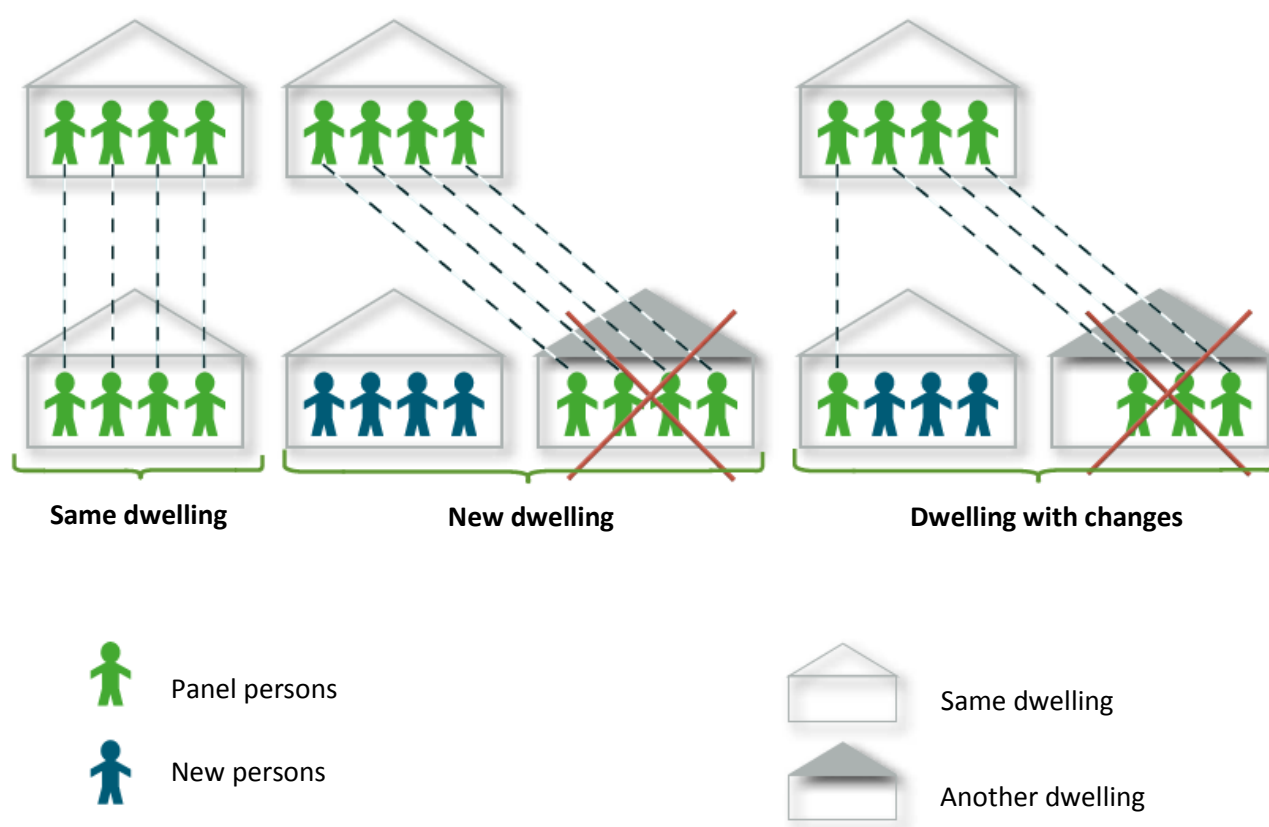 Same dwelling
New dwelling
Dwelling with changes
Panel persons
Same dwelling
New persons
Another dwelling